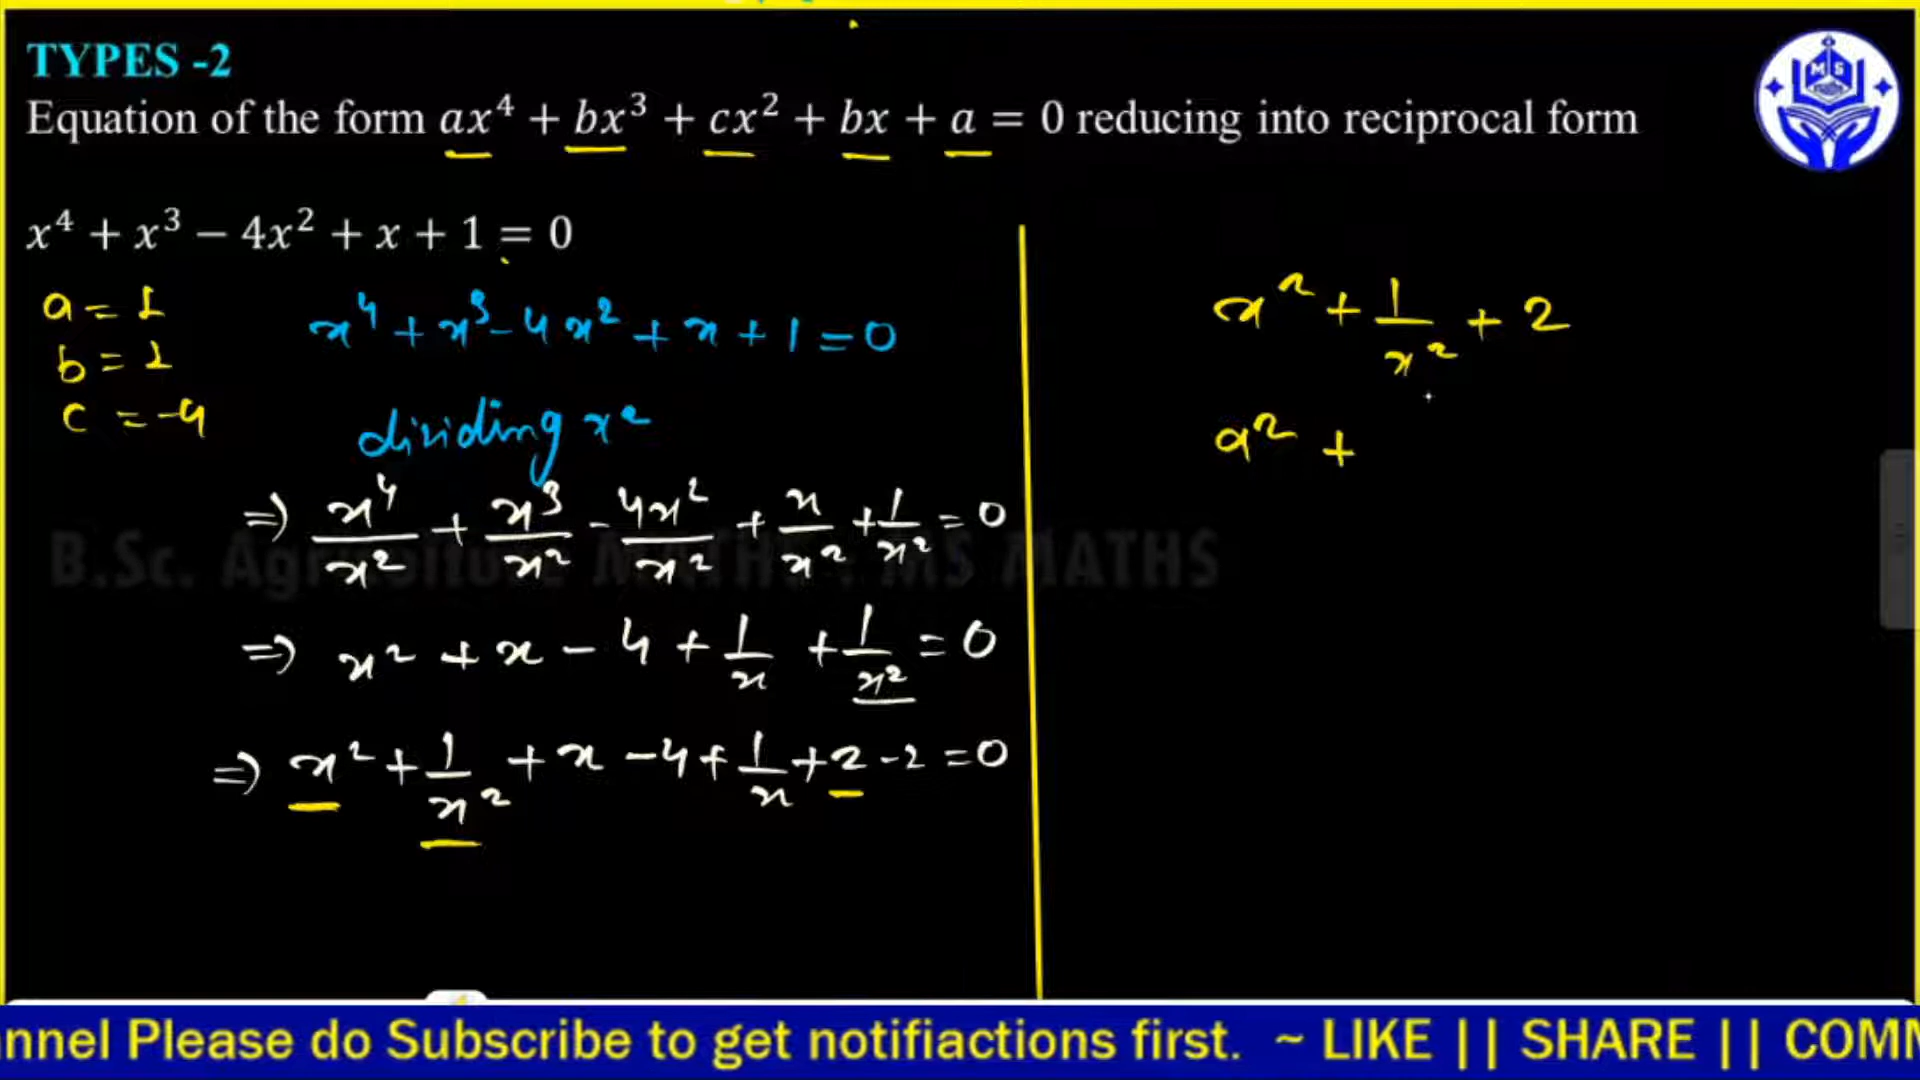 TYPES -2
Equation of the form ax⁴ + bx³ + cx² + bx + a = 0 reducing into reciprocal form
MS
x⁴ + x³ − 4x² + x + 1 = 0
a = 1
b = 1
c = -4
x⁴ + x³ - 4x² + x + 1 = 0
dividing x²
⇒ x⁴/x² + x³/x² - 4x²/x² + x/x² + 1/x² = 0
⇒ x² + x - 4 + 1/x + 1/x² = 0
⇒ x² + 1/x² + x - 4 + 1/x + 2 - 2 = 0
x² + 1/x² + 2
a² +
B.Sc. Agriculture MATHS : MS MATHS
nnel Please do Subscribe to get notifiactions first. ~ LIKE || SHARE || COMM